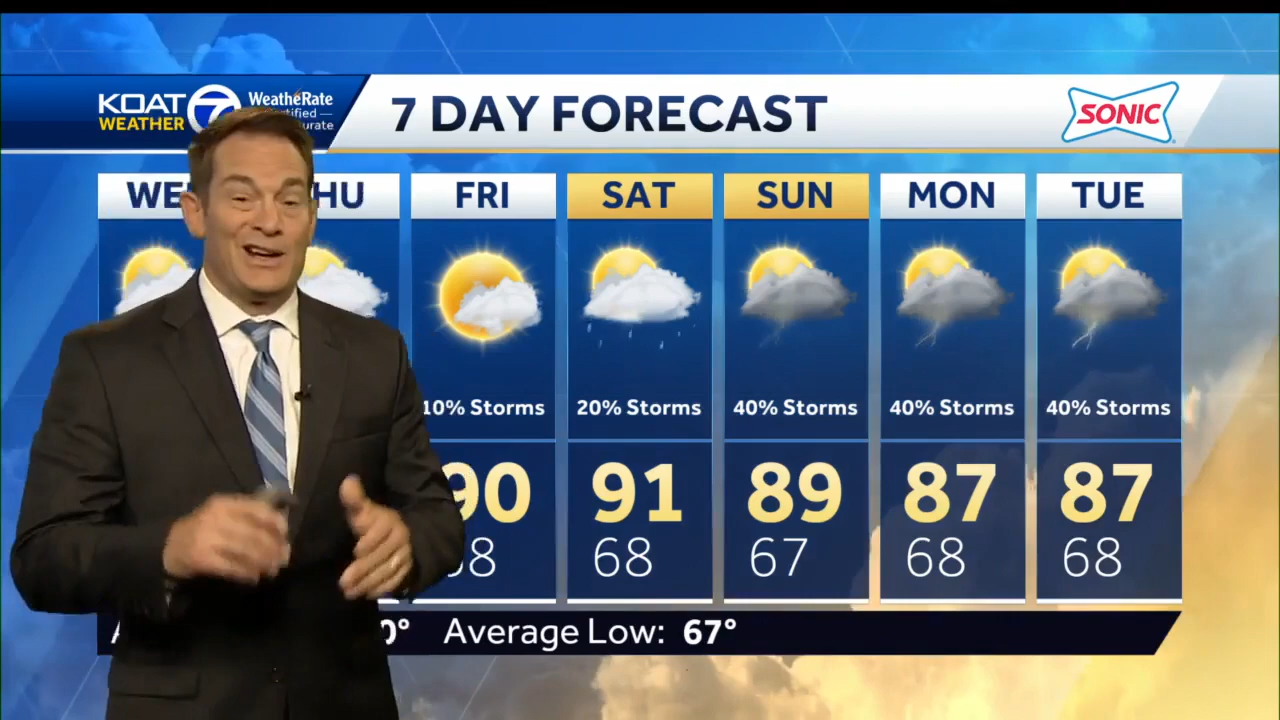 KOAT
WEATHER
7
WeatheRate
7 DAY FORECAST
SONIC
FRI
SAT
SUN
MON
TUE
10% Storms
20% Storms
40% Storms
40% Storms
40% Storms
90
91
89
87
87
68
67
68
68
Average Low: 67°